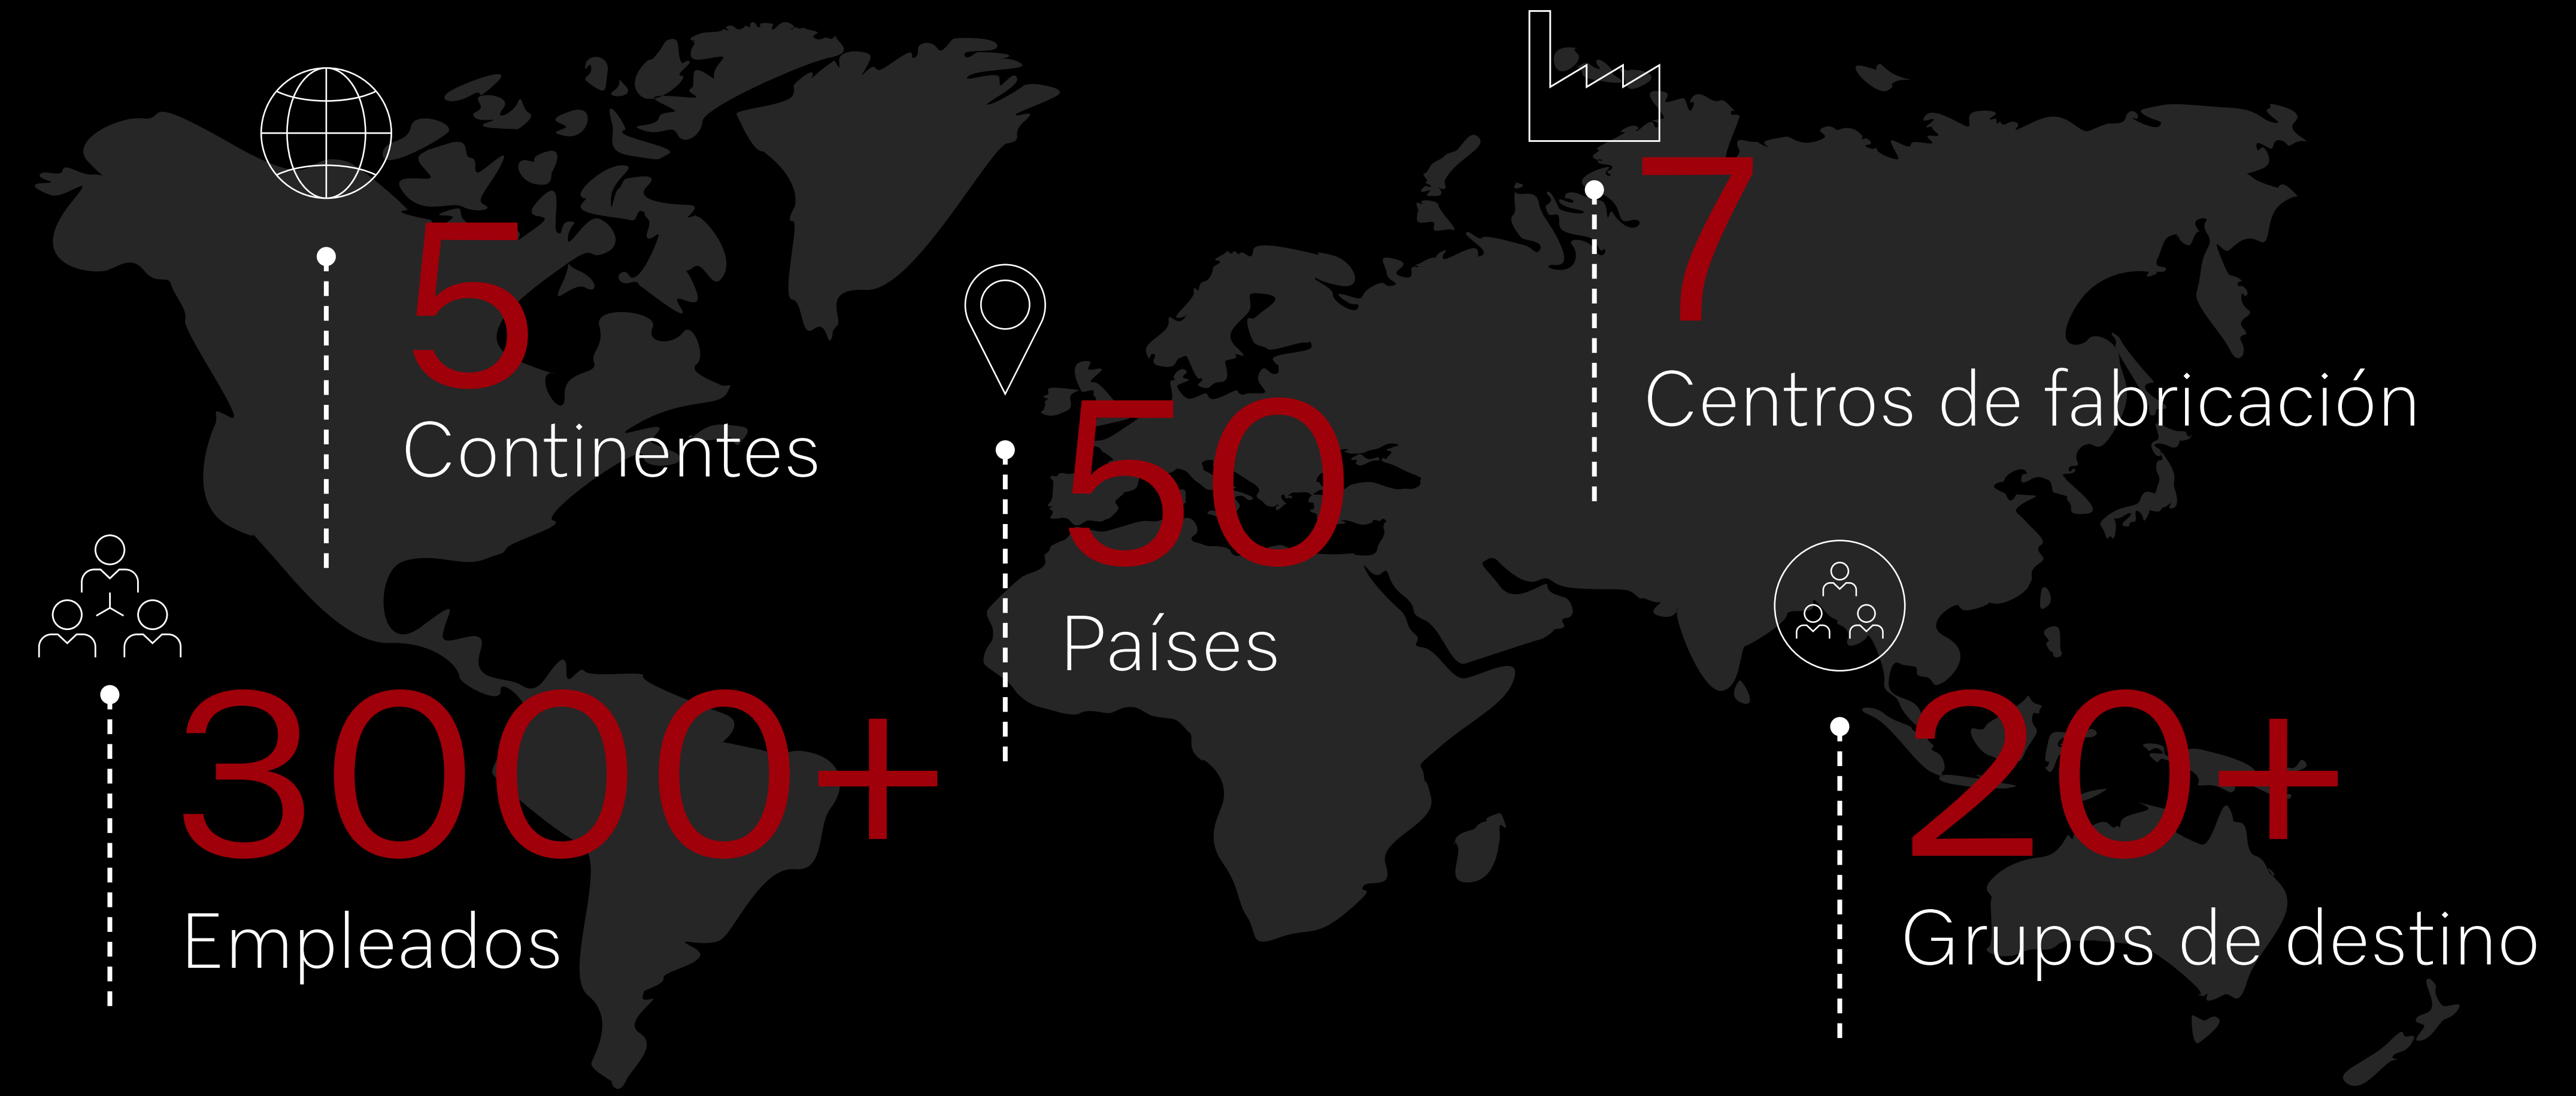 5
Continentes
50
Países
7
Centros de fabricación
3000+
Empleados
20+
Grupos de destino